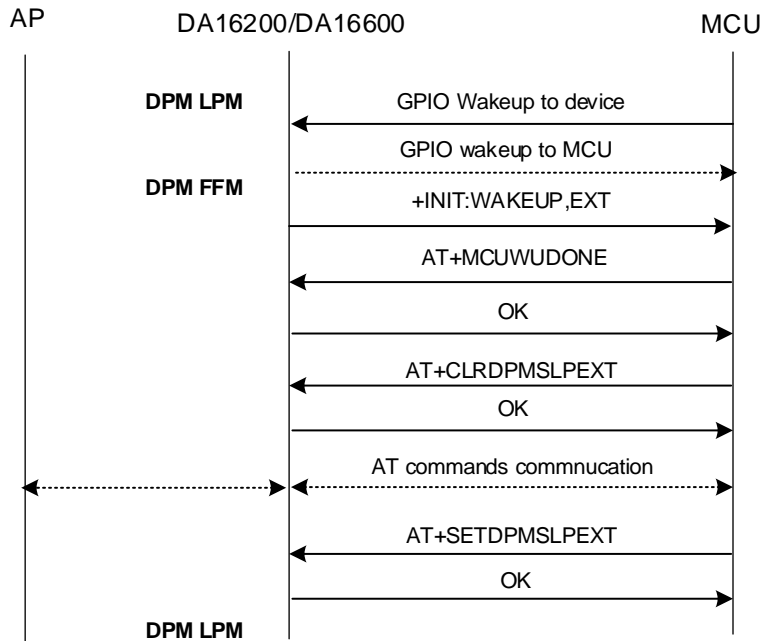 AP
DA16200/DA16600
MCU
DPM LPM
GPIO Wakeup to device
GPIO wakeup to MCU
DPM FFM
+INIT:WAKEUP,EXT
AT+MCUWUDONE
OK
AT+CLRDPMSLPEXT
OK
AT commands commnucation
AT+SETDPMSLPEXT
OK
DPM LPM